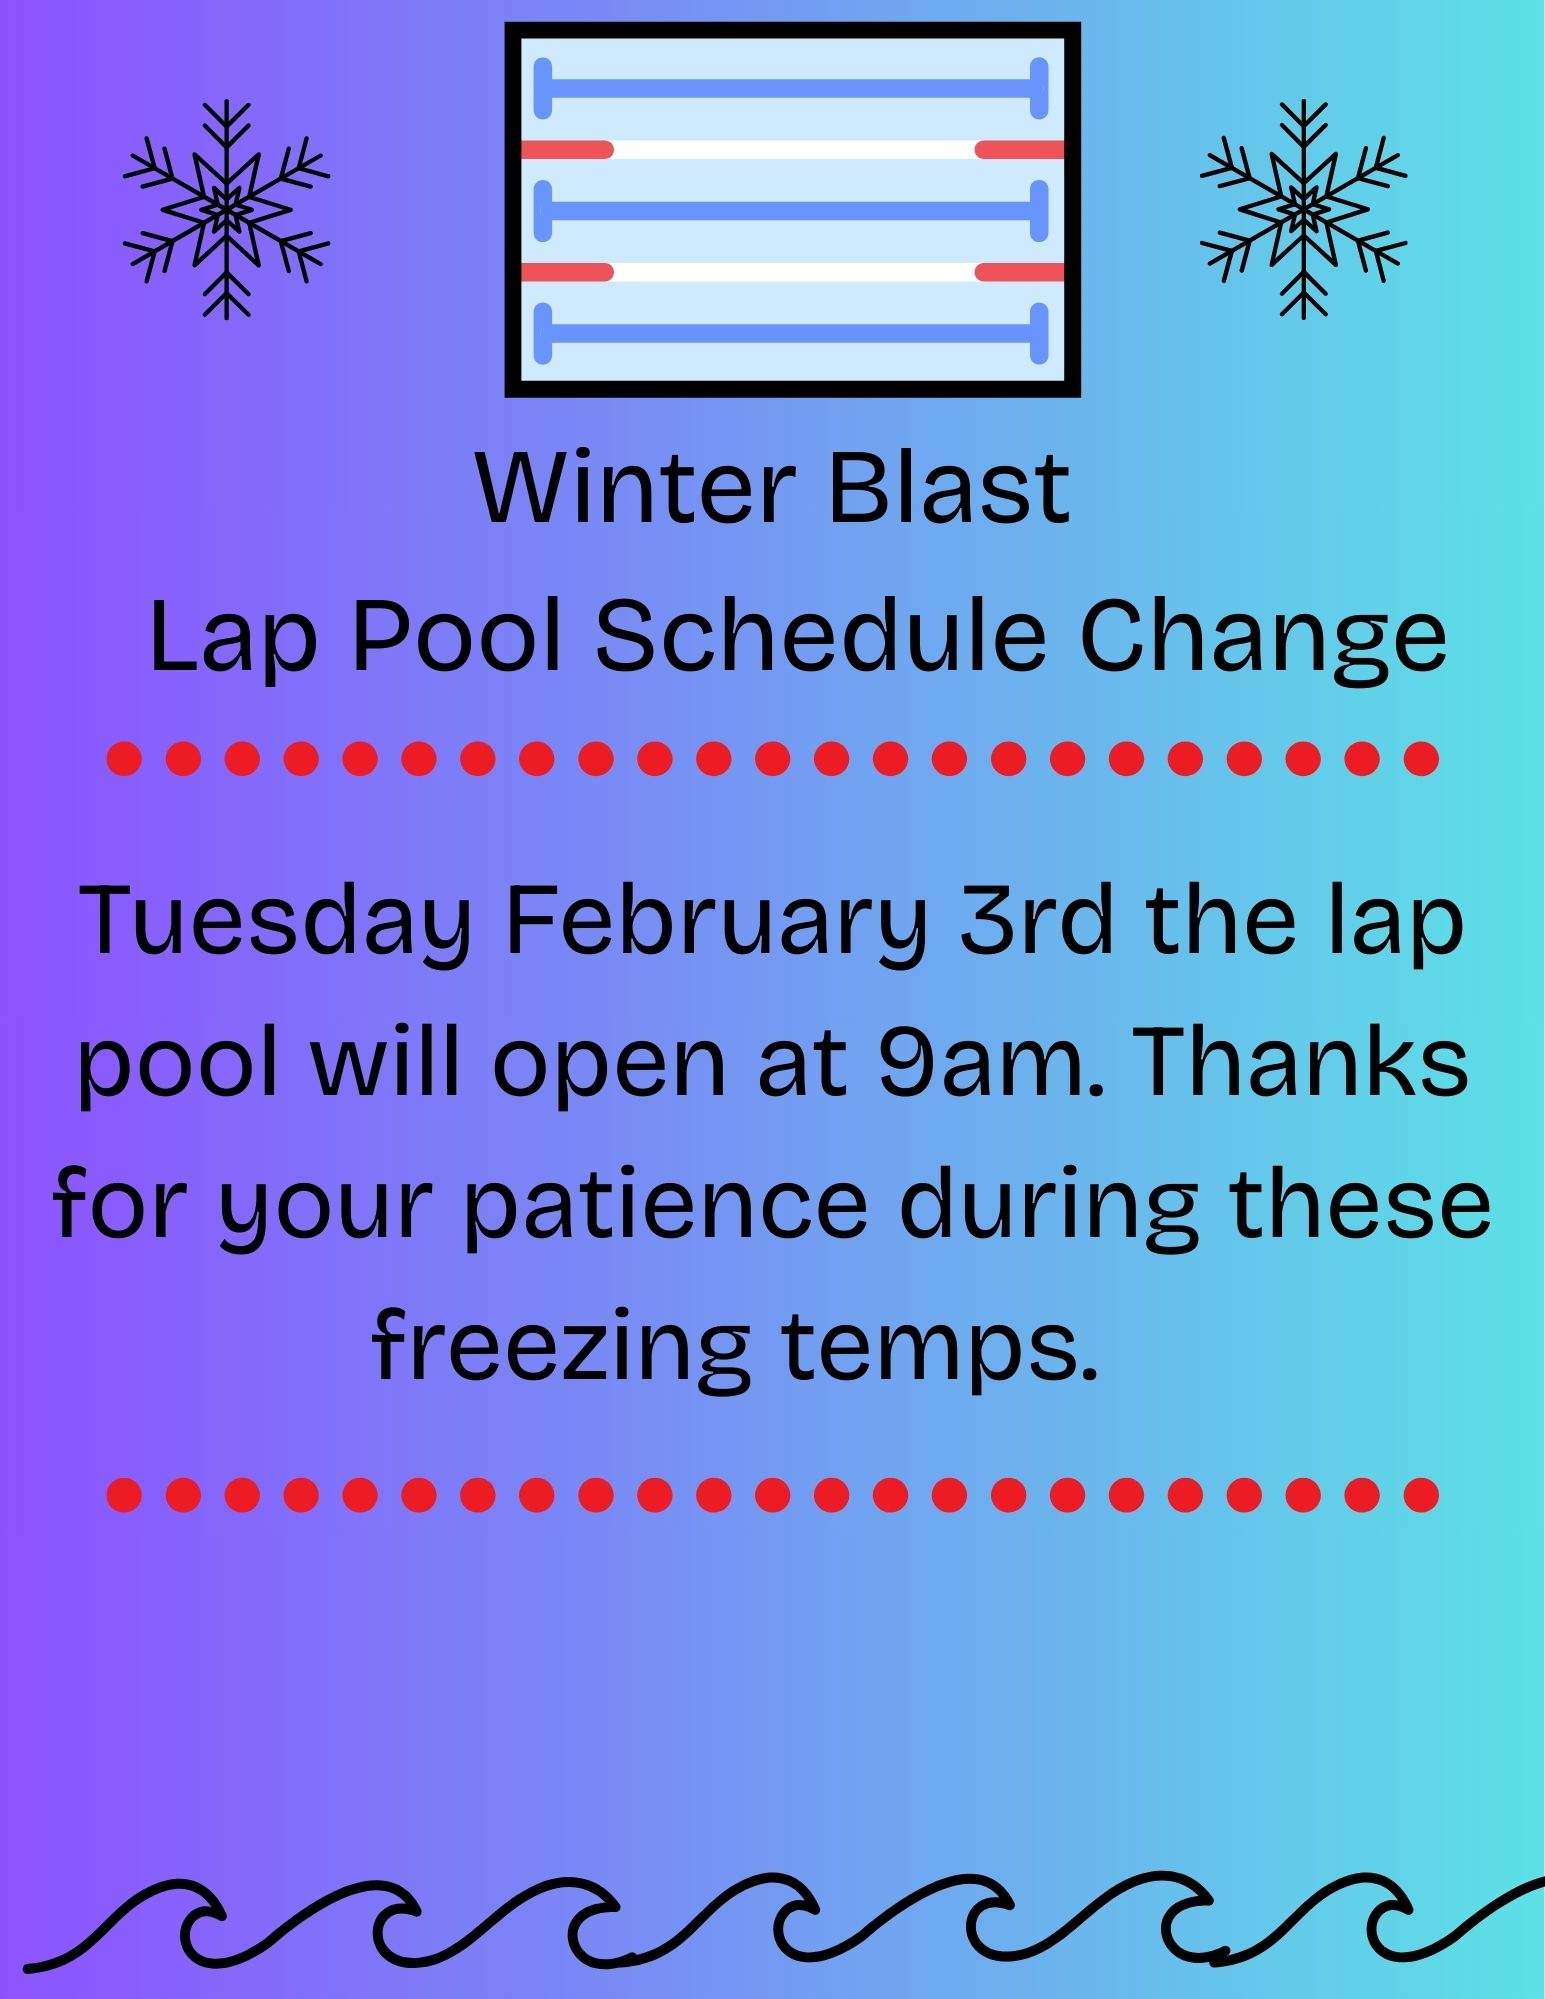 Winter Blast
Lap Pool Schedule Change
Tuesday February 3rd the lap
pool will open at 9am. Thanks
for your patience during these
freezing temps.